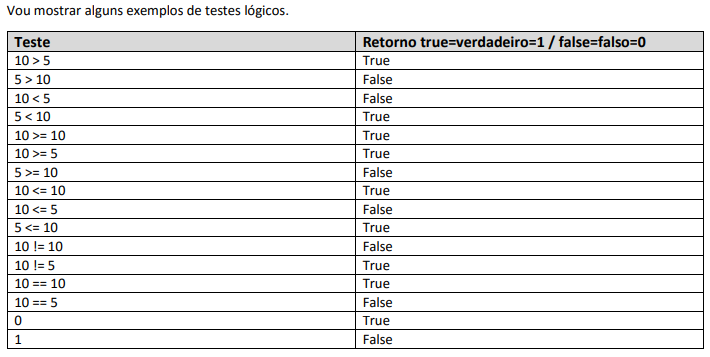 Vou mostrar alguns exemplos de testes lógicos.
Teste Retorno true=verdadeiro=1 / false=falso=0
10 > 5 True
5 > 10 False
10 < 5 False
5 < 10 True
10 >= 10 True
10 >= 5 True
5 >= 10 False
10 <= 10 True
10 <= 5 False
5 <= 10 True
10 != 10 False
10 != 5 True
10 == 10 True
10 == 5 False
0 True
1 False